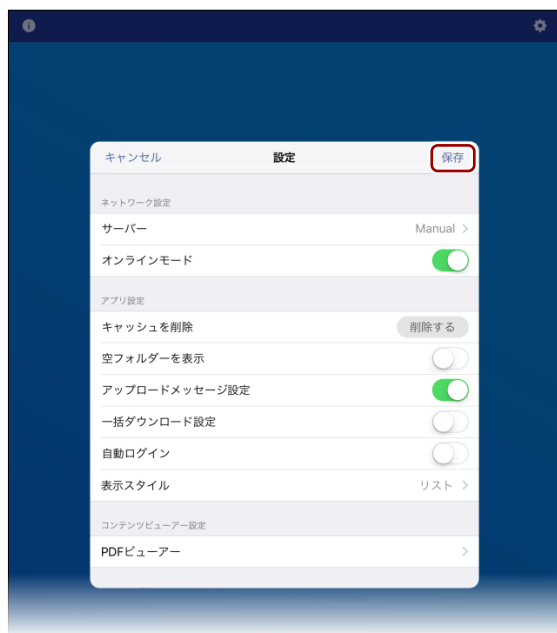 キャンセル 設定 保存
ネットワーク設定
サーバー Manual
オンラインモード
アプリ設定
キャッシュを削除 削除する
空フォルダーを表示
アップロードメッセージ設定
一括ダウンロード設定
自動ログイン
表示スタイル リスト
コンテンツビューアー設定
PDFビューアー